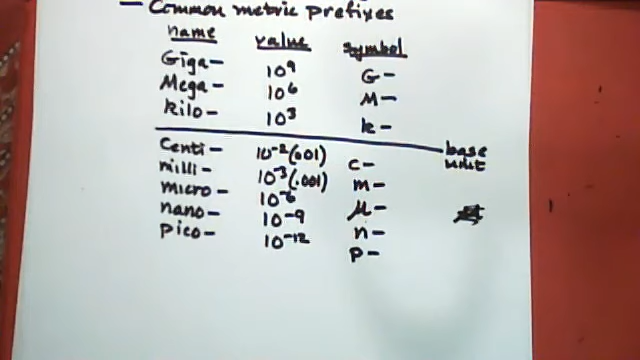 — Common metric prefixes
name value symbol
Giga- 10⁹ G-
Mega- 10⁶ M-
kilo- 10³ k-
base unit
Centi- 10⁻² (.001) c-
milli- 10⁻³ (.001) m-
micro- 10⁻⁶ μ-
nano- 10⁻⁹ n-
pico- 10⁻¹² p-